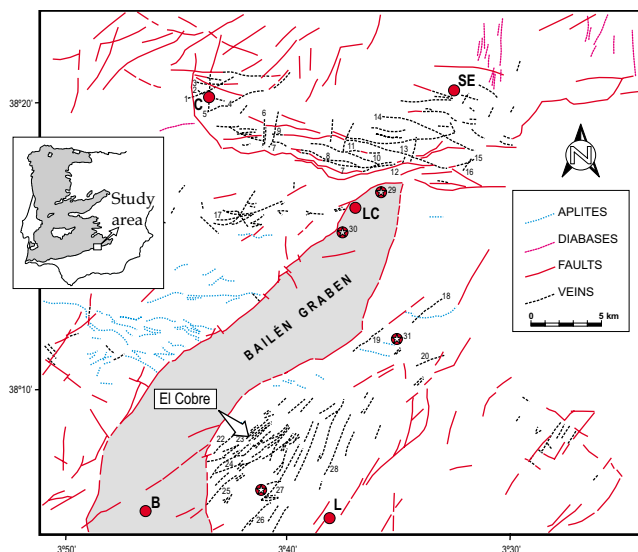 SE
38°20'
C
1
2
4
5
6
9
7
14
11
13
8
10
12
15
16
N
Study
area
17
29
LC
30
APLITES
DIABASES
FAULTS
VEINS
0 5 km
BAILÉN GRABEN
18
19
31
20
38°10'
El Cobre
22
23
24
25
27
28
26
B
L
3°50'
3°40'
3°30'